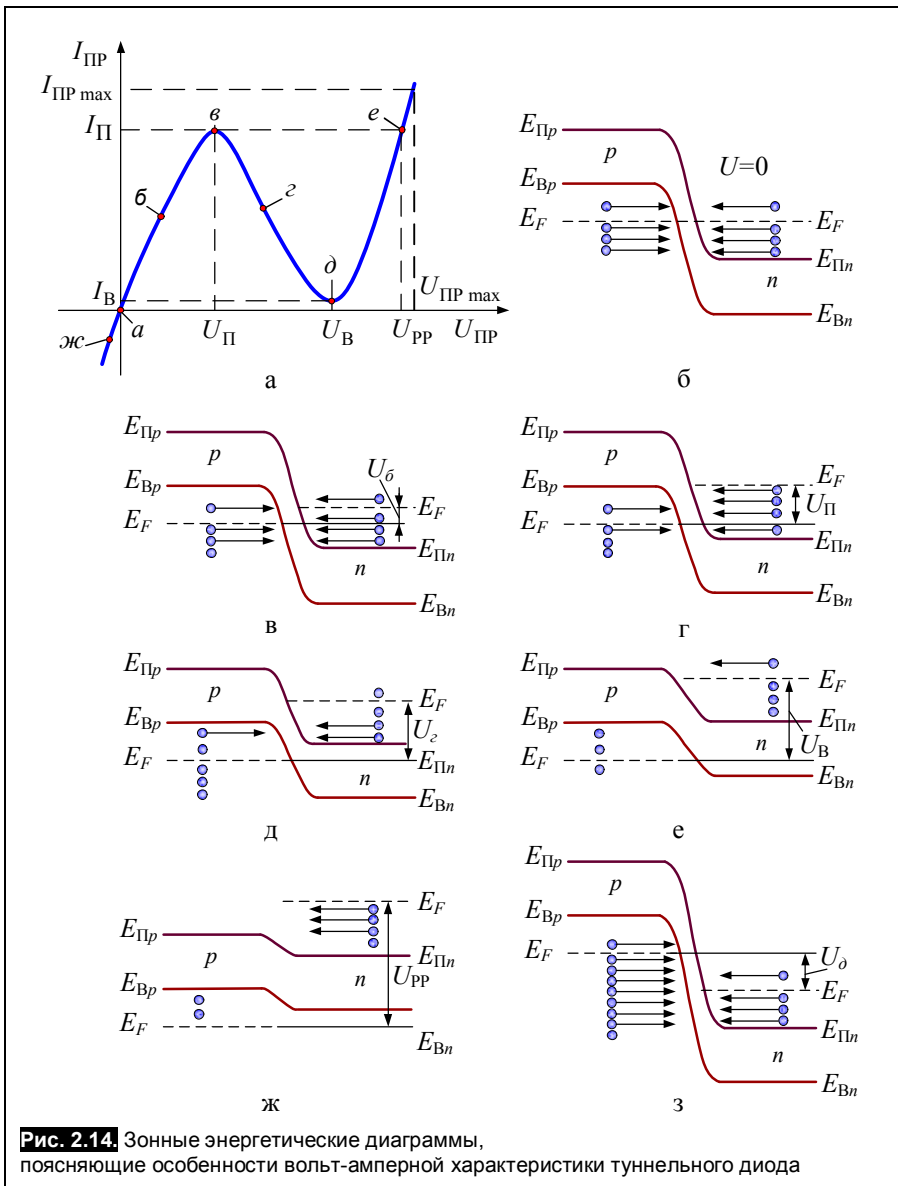 I_ПР
I_ПР max
I_П
в
е
б
г
д
I_В
U_ПР max
ж
а
U_П
U_В
U_РР
U_ПР
а
E_Пp
p
U=0
E_Вp
E_F
E_F
E_Пn
n
E_Вn
б
E_Пp
p
U_б
E_Вp
E_F
E_F
E_Пn
n
E_Вn
в
E_Пp
p
E_F
E_Вp
U_П
E_F
E_Пn
n
E_Вn
г
E_Пp
p
E_F
E_Вp
U_г
E_F
E_Пn
n
E_Вn
д
E_Пp
p
E_F
E_Вp
E_Пn
n
U_В
E_F
E_Вn
е
E_F
E_Пp
p
E_Пn
n
U_РР
E_Вp
E_F
E_Вn
ж
E_Пp
p
E_Вp
E_F
U_д
E_F
E_Пn
n
E_Вn
з
Рис. 2.14. Зонные энергетические диаграммы,
поясняющие особенности вольт-амперной характеристики туннельного диода